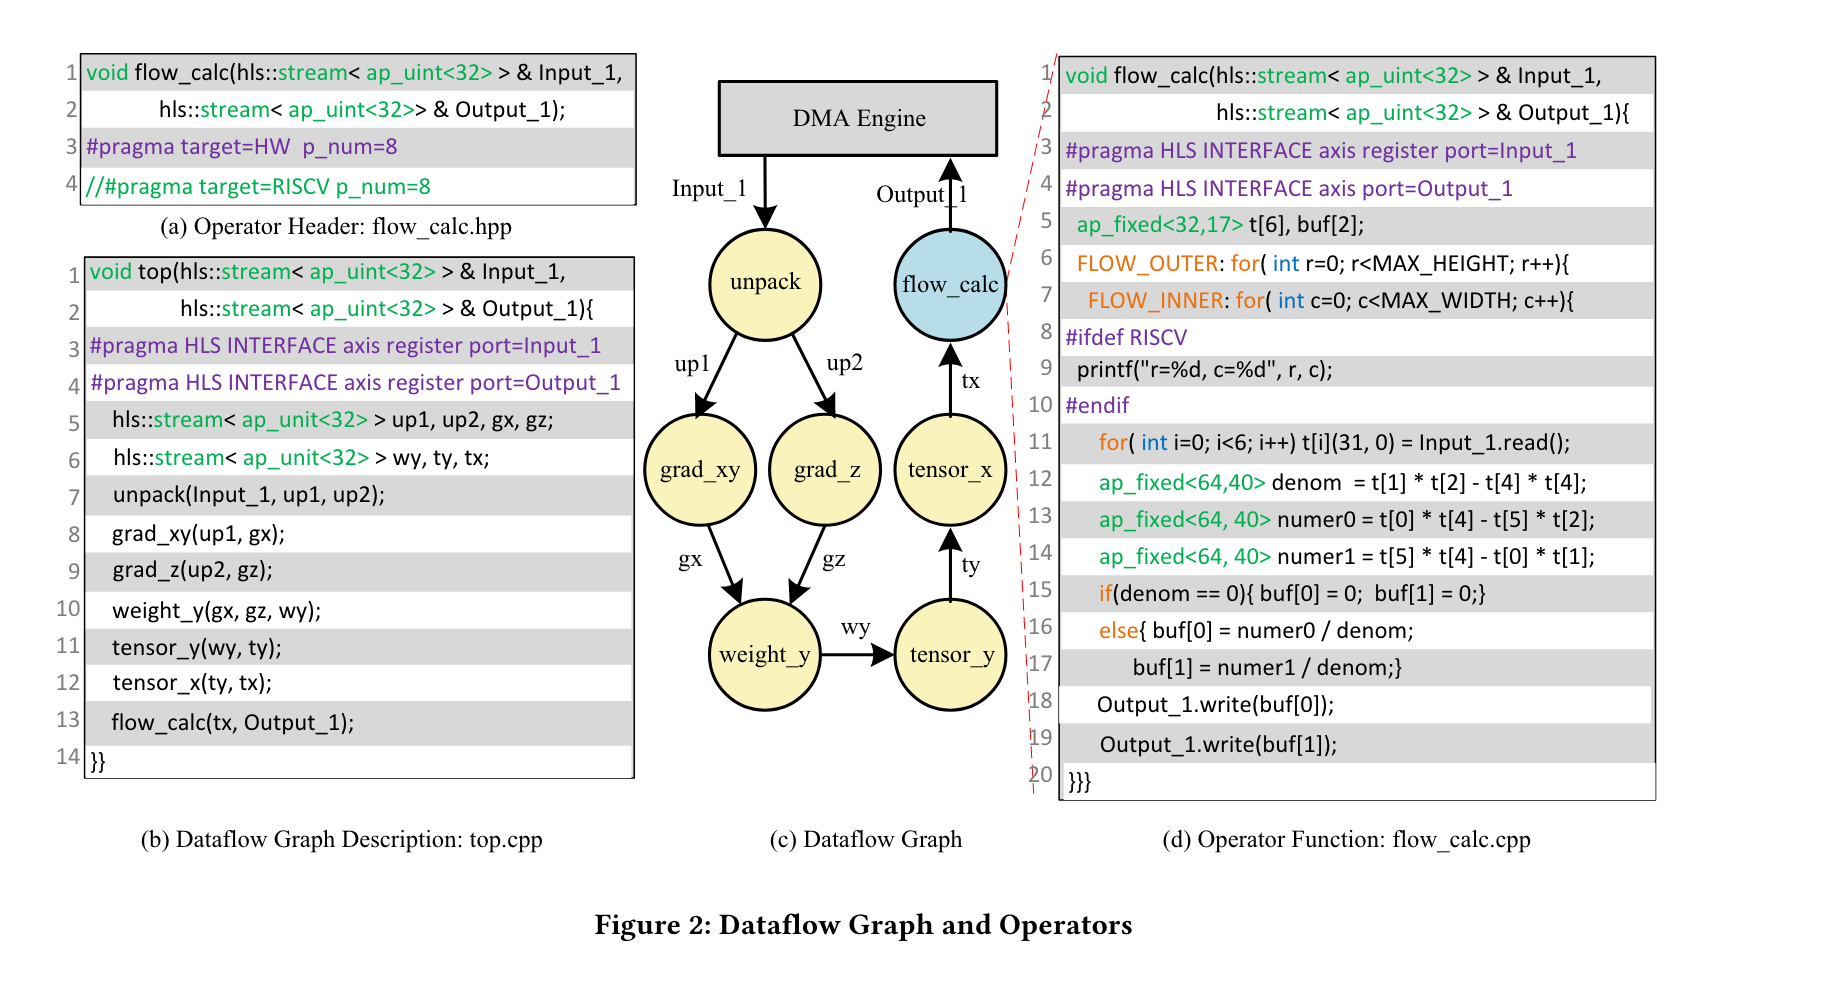 1 void flow_calc(hls::stream< ap_uint<32> > & Input_1,
2 hls::stream< ap_uint<32>> & Output_1);
3 #pragma target=HW p_num=8
4 //#pragma target=RISCV p_num=8
(a) Operator Header: flow_calc.hpp
1 void top(hls::stream< ap_uint<32> > & Input_1,
2 hls::stream< ap_uint<32> > & Output_1){
3 #pragma HLS INTERFACE axis register port=Input_1
4 #pragma HLS INTERFACE axis register port=Output_1
5 hls::stream< ap_unit<32> > up1, up2, gx, gz;
6 hls::stream< ap_unit<32> > wy, ty, tx;
7 unpack(Input_1, up1, up2);
8 grad_xy(up1, gx);
9 grad_z(up2, gz);
10 weight_y(gx, gz, wy);
11 tensor_y(wy, ty);
12 tensor_x(ty, tx);
13 flow_calc(tx, Output_1);
14 }}
(b) Dataflow Graph Description: top.cpp
DMA Engine
Input_1
Output_1
unpack
flow_calc
up1
up2
tx
grad_xy
grad_z
tensor_x
gx
gz
ty
weight_y
wy
tensor_y
(c) Dataflow Graph
1 void flow_calc(hls::stream< ap_uint<32> > & Input_1,
2 hls::stream< ap_uint<32> > & Output_1){
3 #pragma HLS INTERFACE axis register port=Input_1
4 #pragma HLS INTERFACE axis port=Output_1
5 ap_fixed<32,17> t[6], buf[2];
6 FLOW_OUTER: for( int r=0; r<MAX_HEIGHT; r++){
7 FLOW_INNER: for( int c=0; c<MAX_WIDTH; c++){
8 #ifdef RISCV
9 printf("r=%d, c=%d", r, c);
10 #endif
11 for( int i=0; i<6; i++) t[i](31, 0) = Input_1.read();
12 ap_fixed<64,40> denom = t[1] * t[2] - t[4] * t[4];
13 ap_fixed<64, 40> numer0 = t[0] * t[4] - t[5] * t[2];
14 ap_fixed<64, 40> numer1 = t[5] * t[4] - t[0] * t[1];
15 if(denom == 0){ buf[0] = 0; buf[1] = 0;}
16 else{ buf[0] = numer0 / denom;
17 buf[1] = numer1 / denom;}
18 Output_1.write(buf[0]);
19 Output_1.write(buf[1]);
20 }}}
(d) Operator Function: flow_calc.cpp
Figure 2: Dataflow Graph and Operators